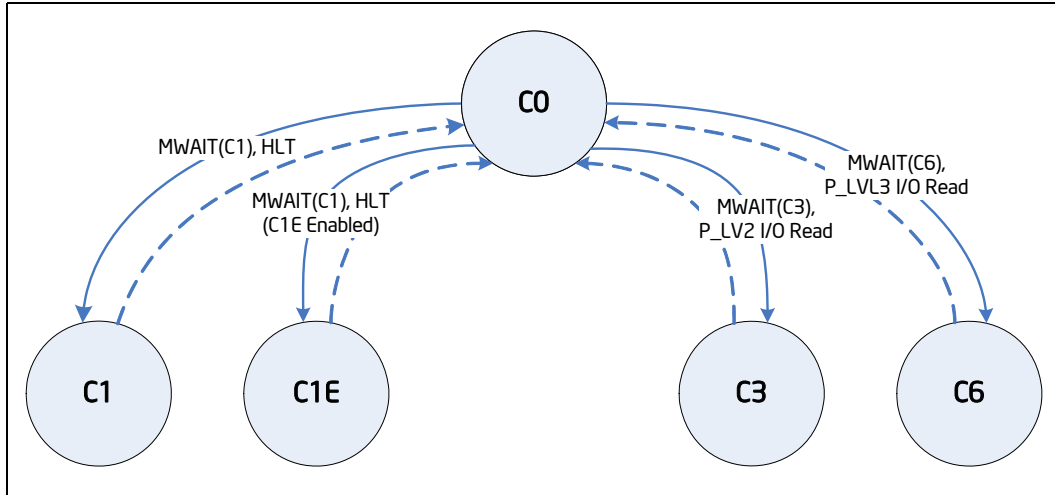 C0
MWAIT(C1), HLT
MWAIT(C1), HLT
(C1E Enabled)
MWAIT(C3),
P_LV2 I/O Read
MWAIT(C6),
P_LVL3 I/O Read
C1
C1E
C3
C6